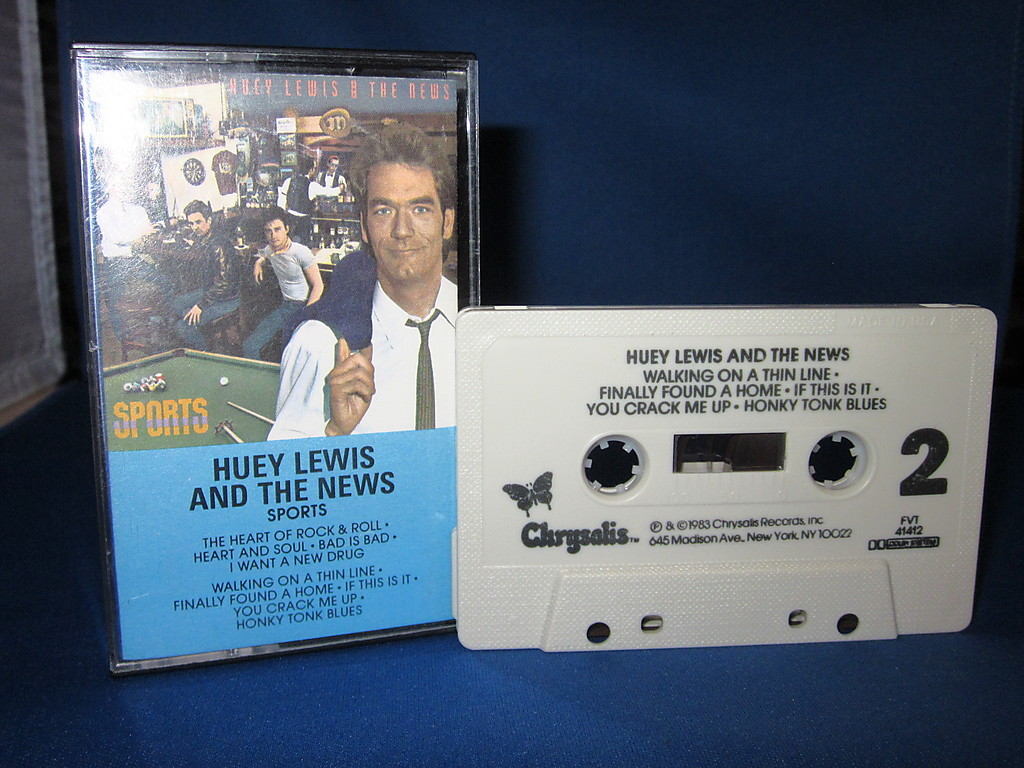 HUEY LEWIS & THE NEWS
SPORTS
HUEY LEWIS
AND THE NEWS
SPORTS
THE HEART OF ROCK & ROLL •
HEART AND SOUL • BAD IS BAD •
I WANT A NEW DRUG
WALKING ON A THIN LINE •
FINALLY FOUND A HOME • IF THIS IS IT •
YOU CRACK ME UP •
HONKY TONK BLUES
HUEY LEWIS AND THE NEWS
WALKING ON A THIN LINE •
FINALLY FOUND A HOME • IF THIS IS IT •
YOU CRACK ME UP • HONKY TONK BLUES
2
Chrysalis™
℗ & © 1983 Chrysalis Records, Inc.
645 Madison Ave., New York, NY 10022
FVT
41412
DOLBY SYSTEM